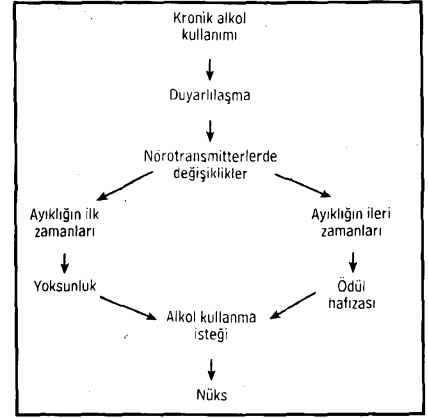 Kronik alkol
kullanımı
Duyarlılaşma
Nörotransmitterlerde
değişiklikler
Ayıklığın ilk
zamanları
Ayıklığın ileri
zamanları
Yoksunluk
Ödül
hafızası
Alkol kullanma
isteği
Nüks